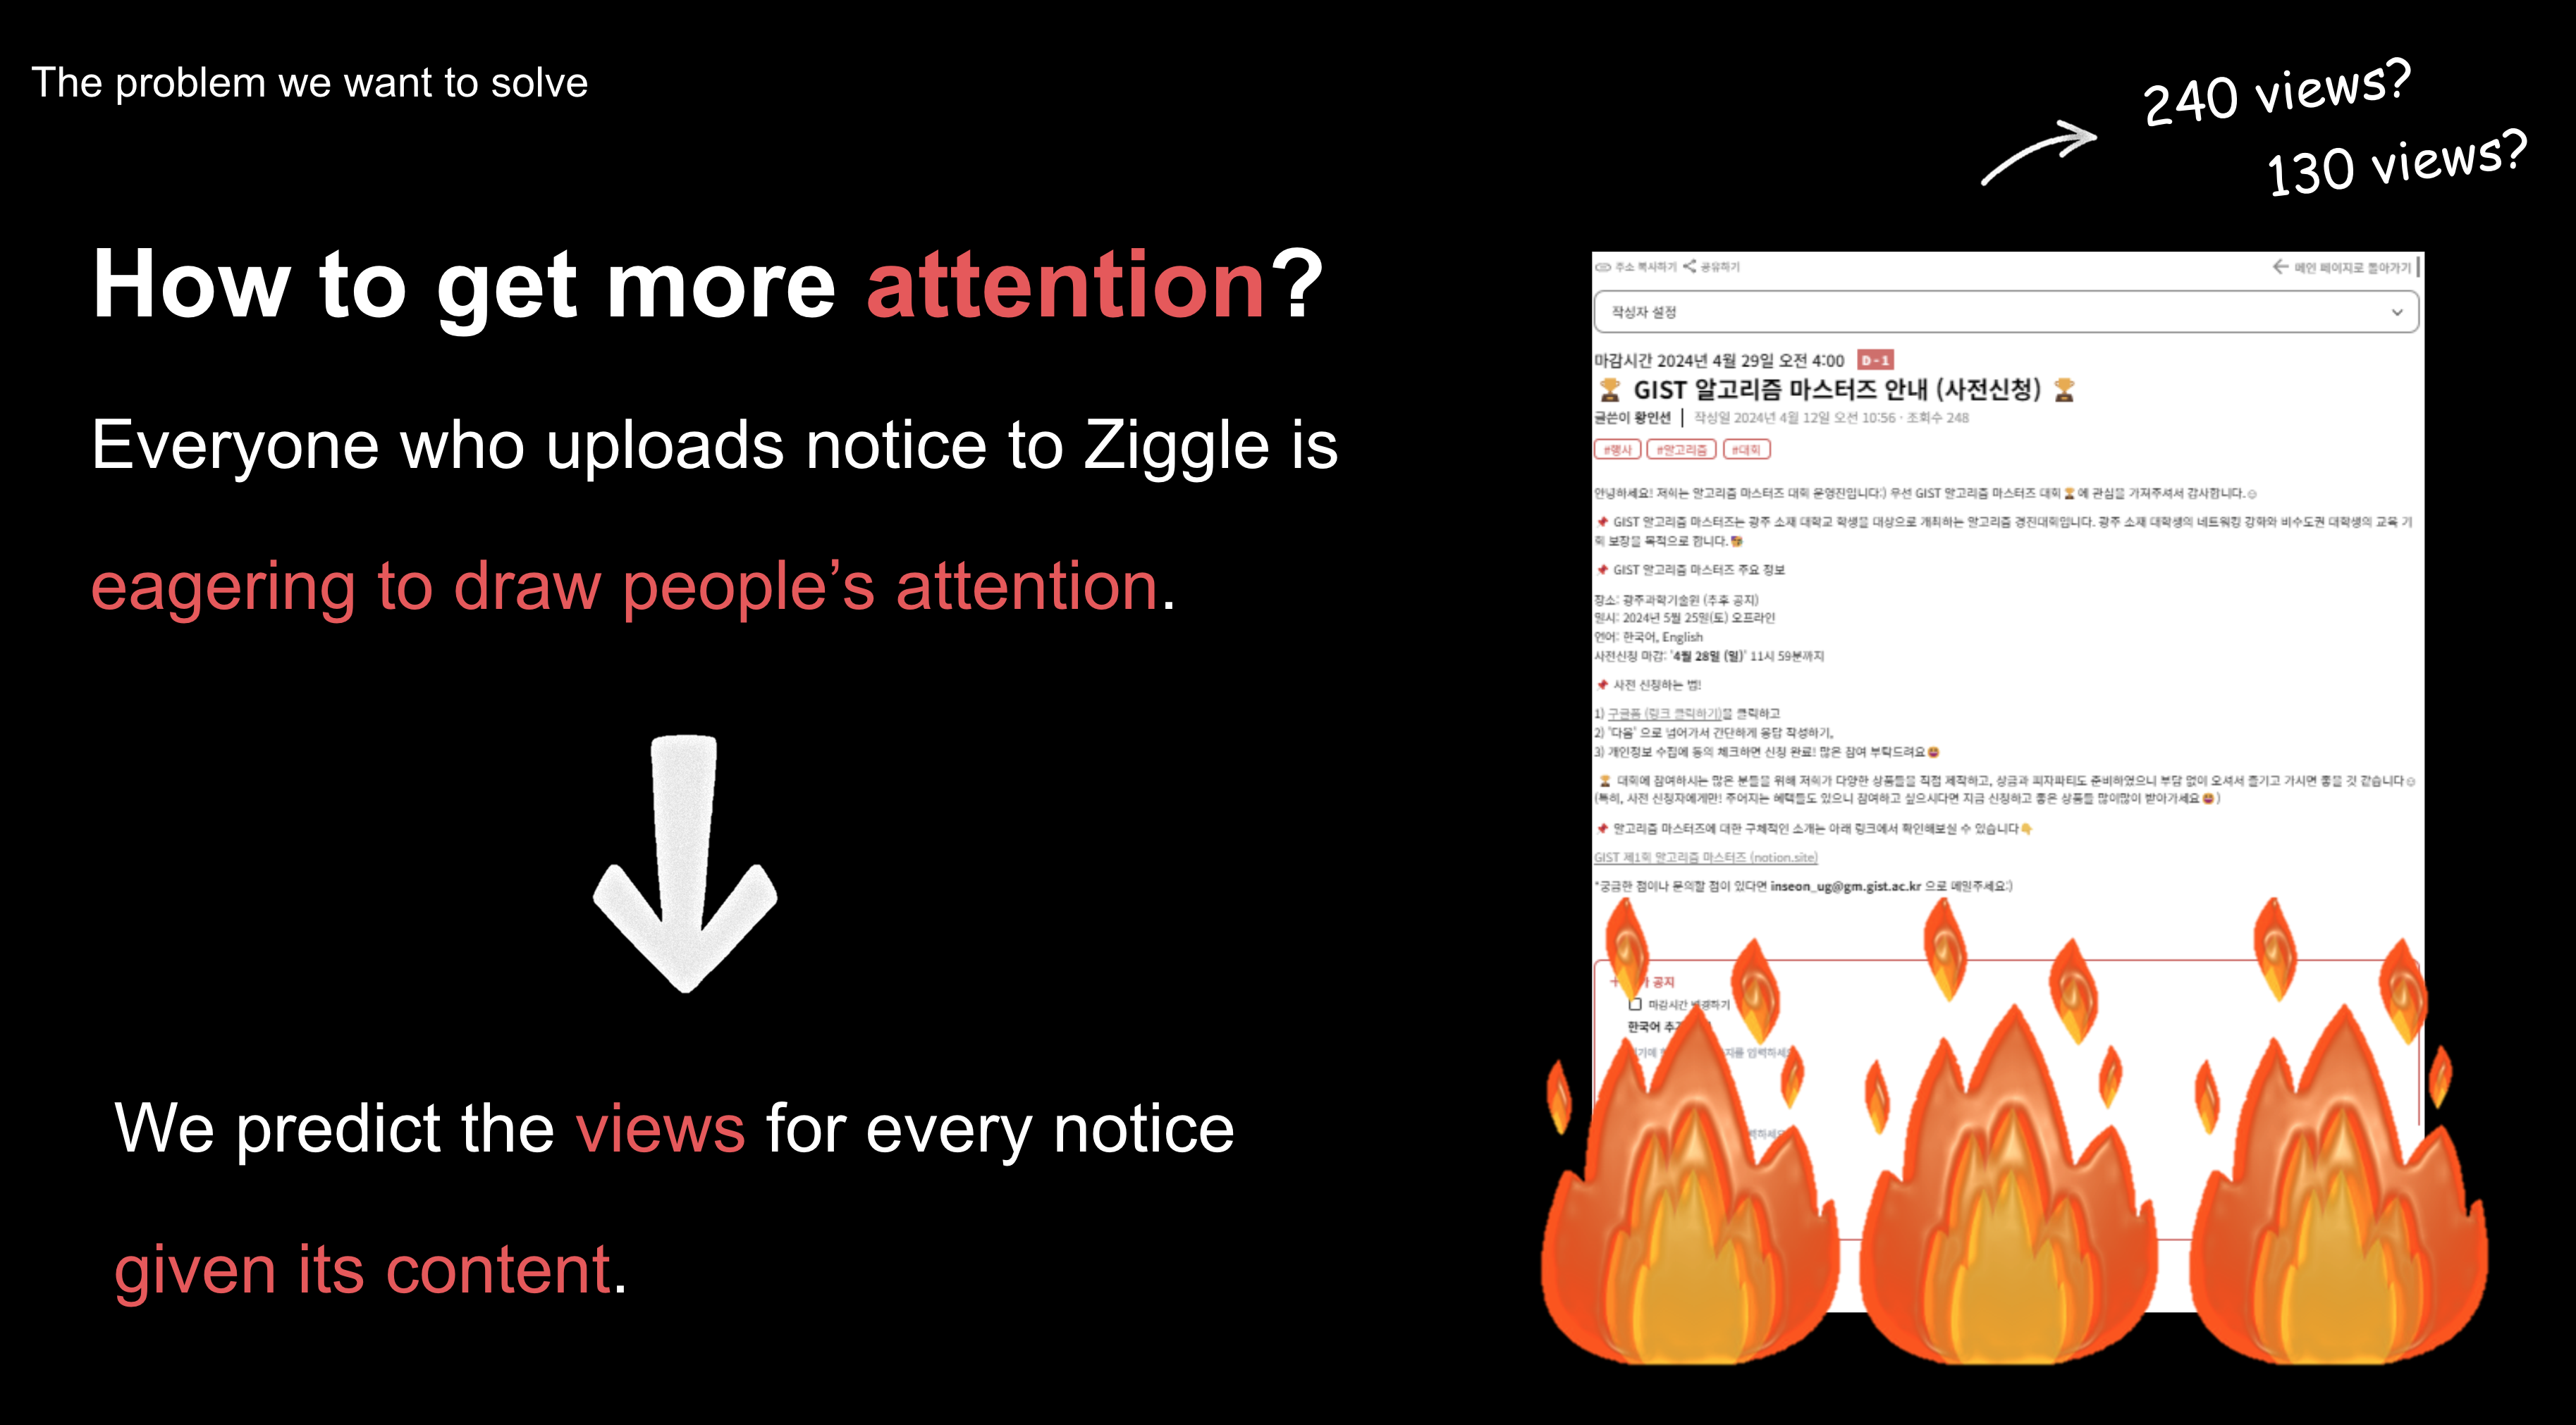 The problem we want to solve
240 views?
130 views?
How to get more attention?
Everyone who uploads notice to Ziggle is
eagering to draw people’s attention.
We predict the views for every notice
given its content.
주소 복사하기 공유하기
메인 페이지로 돌아가기
작성자 설정
마감시간 2024년 4월 29일 오전 4:00 D-1
GIST 알고리즘 마스터즈 안내 (사전신청)
글쓴이 황인선 | 작성일 2024년 4월 12일 오전 10:56 · 조회수 248
#행사 #알고리즘 #대회
안녕하세요! 저희는 알고리즘 마스터즈 대회 운영진입니다:) 우선 GIST 알고리즘 마스터즈 대회🏆에 관심을 가져주셔서 감사합니다.☺
📌 GIST 알고리즘 마스터즈는 광주 소재 대학교 학생을 대상으로 개최하는 알고리즘 경진대회입니다. 광주 소재 대학생의 네트워킹 강화와 비수도권 대학생의 교육 기
회 보장을 목적으로 합니다.
📌 GIST 알고리즘 마스터즈 주요 정보
장소: 광주과학기술원 (추후 공지)
일시: 2024년 5월 25일(토) 오프라인
언어: 한국어, English
사전신청 마감: '4월 28일 (일)' 11시 59분까지
📌 사전 신청하는 법!
1) 구글폼 (링크 클릭하기)을 클릭하고
2) '다음' 으로 넘어가서 간단하게 응답 작성하기,
3) 개인정보 수집에 동의 체크하면 신청 완료! 많은 참여 부탁드려요
🏆 대회에 참여하시는 많은 분들을 위해 저희가 다양한 상품들을 직접 제작하고, 상금과 피자파티도 준비하였으니 부담 없이 오셔서 즐기고 가시면 좋을 것 같습니다☺
(특히, 사전 신청자에게만! 주어지는 혜택들도 있으니 참여하고 싶으시다면 지금 신청하고 좋은 상품들 많이많이 받아가세요)
📌 알고리즘 마스터즈에 대한 구체적인 소개는 아래 링크에서 확인해보실 수 있습니다👇
GIST 제1회 알고리즘 마스터즈 (notion.site)
*궁금한 점이나 문의할 점이 있다면 inseon_ug@gm.gist.ac.kr 으로 메일주세요:)
공지
마감시간
한국어